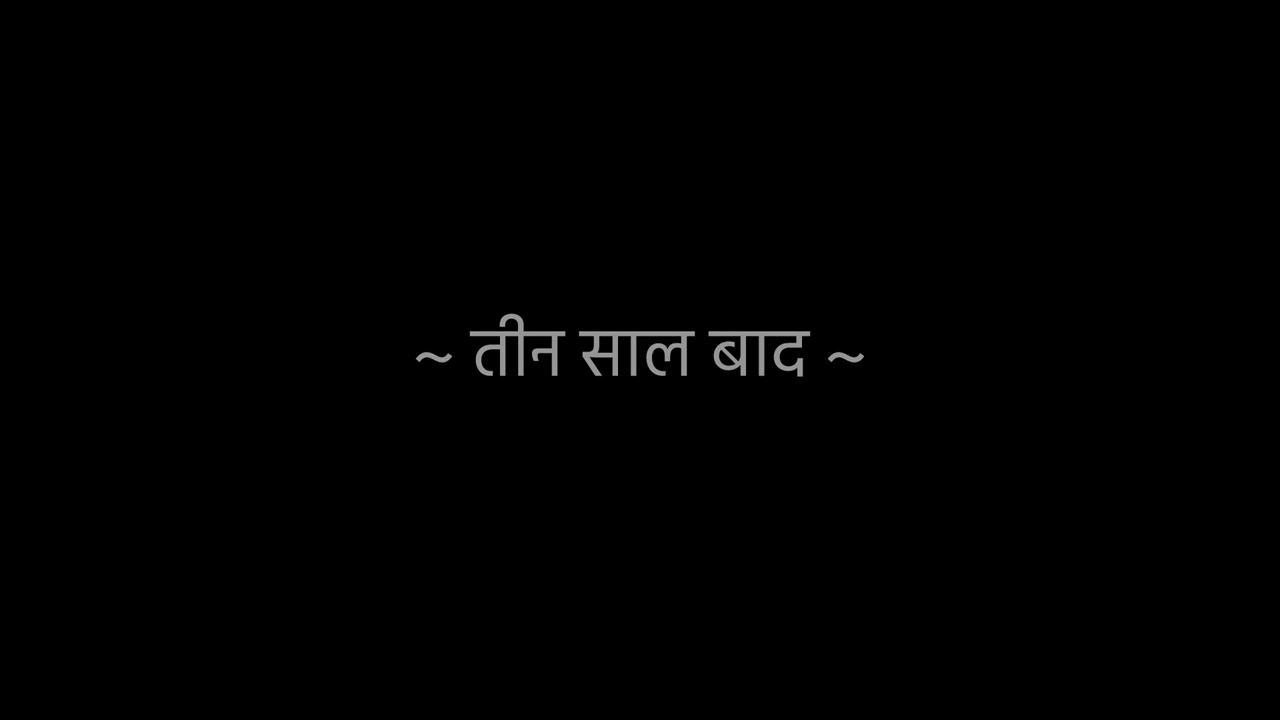 ~ तीन साल बाद ~